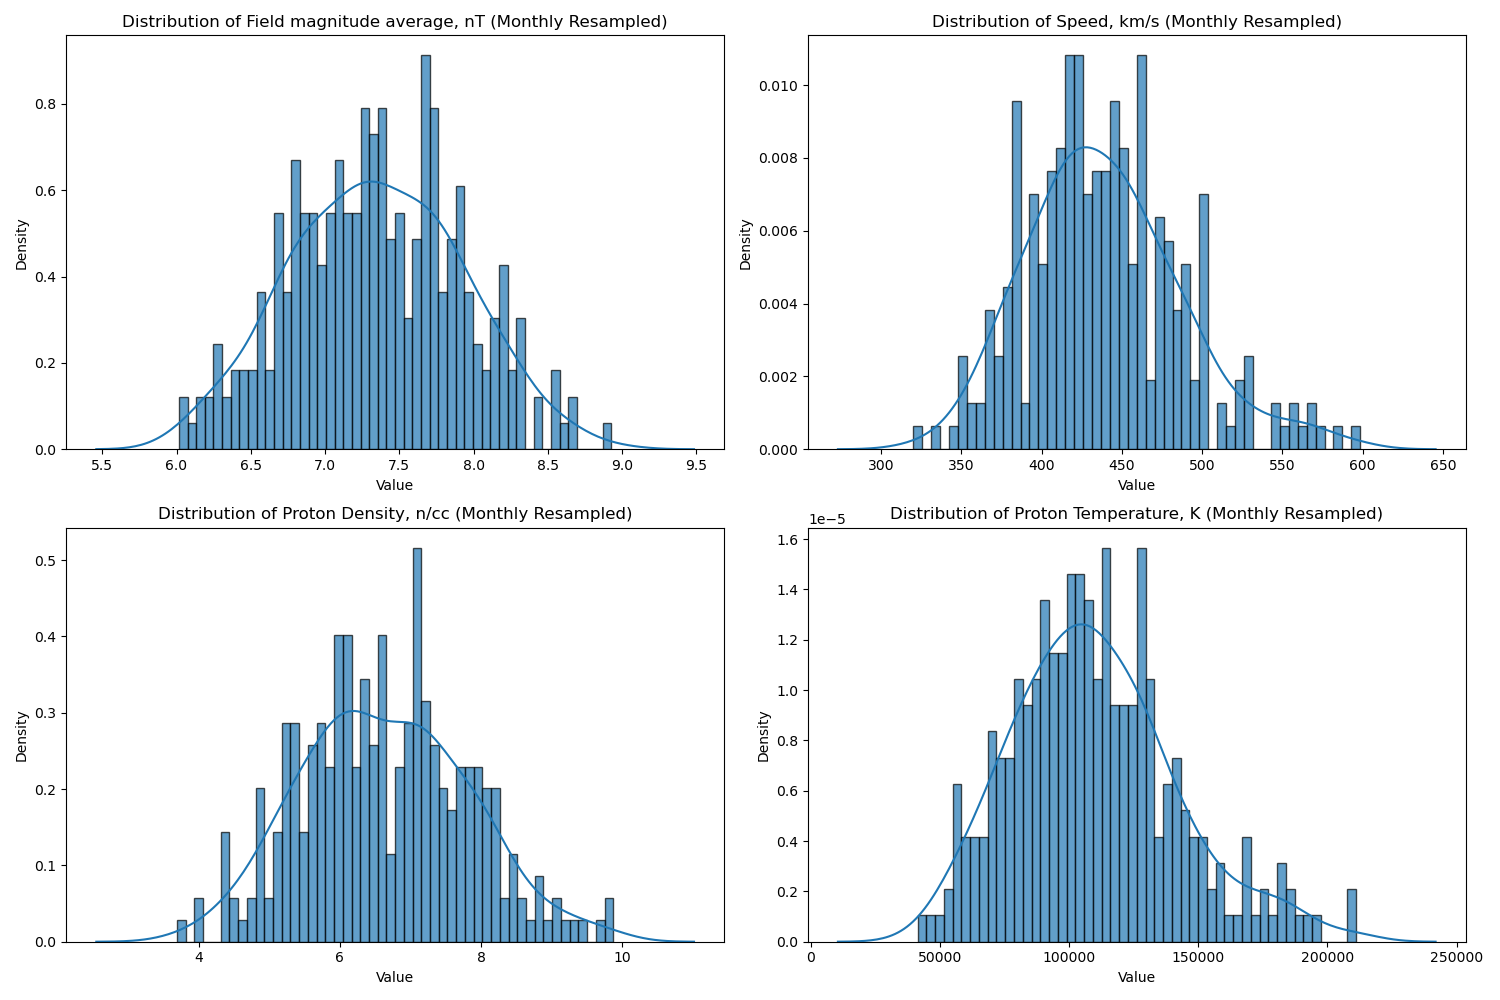 Distribution of Field magnitude average, nT (Monthly Resampled)
Density
0.8
0.6
0.4
0.2
0.0
5.5 6.0 6.5 7.0 7.5 8.0 8.5 9.0 9.5
Value
Distribution of Speed, km/s (Monthly Resampled)
Density
0.010
0.008
0.006
0.004
0.002
0.000
300 350 400 450 500 550 600 650
Value
Distribution of Proton Density, n/cc (Monthly Resampled)
Density
0.5
0.4
0.3
0.2
0.1
0.0
4 6 8 10
Value
Distribution of Proton Temperature, K (Monthly Resampled)
1e−5
Density
1.6
1.4
1.2
1.0
0.8
0.6
0.4
0.2
0.0
0 50000 100000 150000 200000 250000
Value